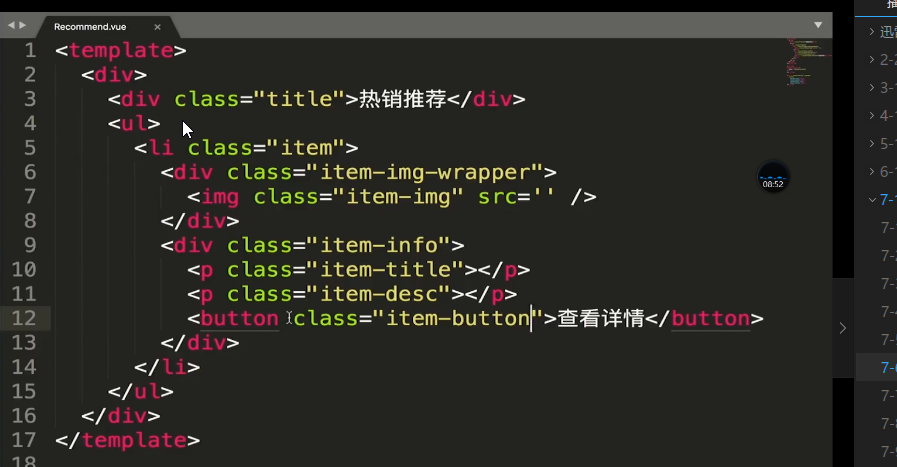 Recommend.vue ×
1 <template>
2 <div>
3 <div class="title">热销推荐</div>
4 <ul>
5 <li class="item">
6 <div class="item-img-wrapper">
7 <img class="item-img" src='' />
8 </div>
9 <div class="item-info">
10 <p class="item-title"></p>
11 <p class="item-desc"></p>
12 <button class="item-button">查看详情</button>
13 </div>
14 </li>
15 </ul>
16 </div>
17 </template>
18
08:52